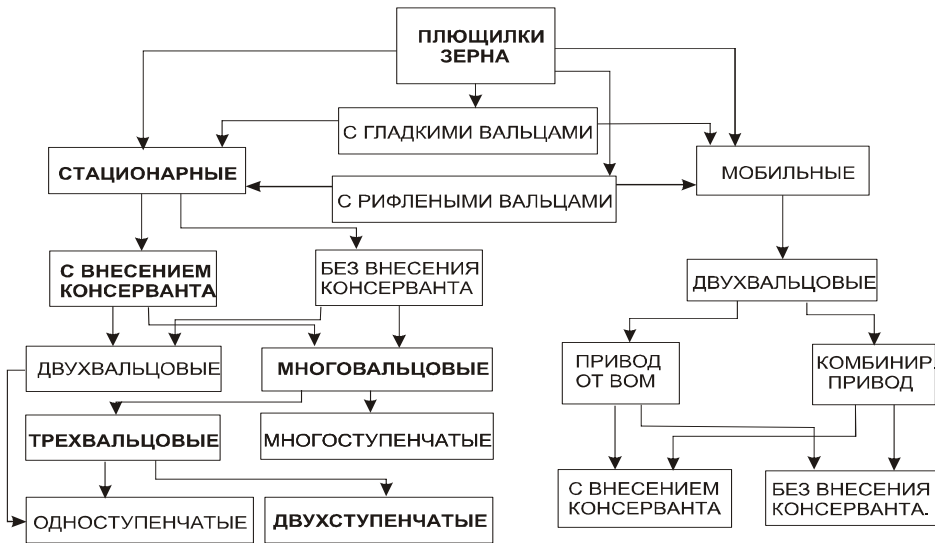 ПЛЮЩИЛКИ
ЗЕРНА
С ГЛАДКИМИ ВАЛЬЦАМИ
СТАЦИОНАРНЫЕ
МОБИЛЬНЫЕ
С РИФЛЕНЫМИ ВАЛЬЦАМИ
С ВНЕСЕНИЕМ
КОНСЕРВАНТА
БЕЗ ВНЕСЕНИЯ
КОНСЕРВАНТА
ДВУХВАЛЬЦОВЫЕ
ДВУХВАЛЬЦОВЫЕ
МНОГОВАЛЬЦОВЫЕ
ПРИВОД
ОТ ВОМ
КОМБИНИР.
ПРИВОД
ТРЕХВАЛЬЦОВЫЕ
МНОГОСТУПЕНЧАТЫЕ
С ВНЕСЕНИЕМ
КОНСЕРВАНТА
БЕЗ ВНЕСЕНИЯ
КОНСЕРВАНТА.
ОДНОСТУПЕНЧАТЫЕ
ДВУХСТУПЕНЧАТЫЕ